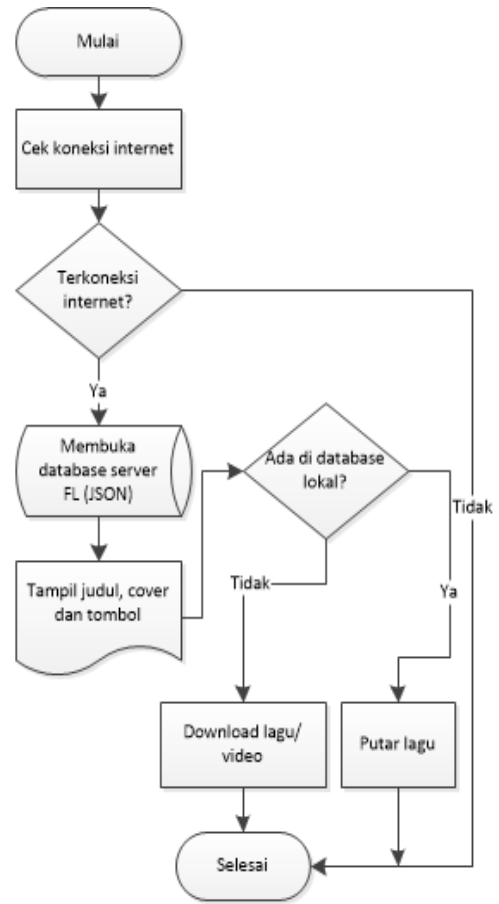 Mulai
Cek koneksi internet
Terkoneksi
internet?
Ya
Membuka
database server
FL (JSON)
Tampil judul, cover
dan tombol
Ada di database
lokal?
Tidak
Tidak
Ya
Download lagu/
video
Putar lagu
Selesai